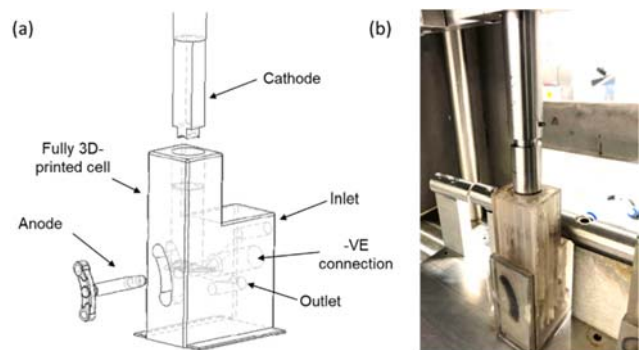 (a)
(b)
Cathode
Fully 3D-
printed cell
Inlet
Anode
-VE
connection
Outlet